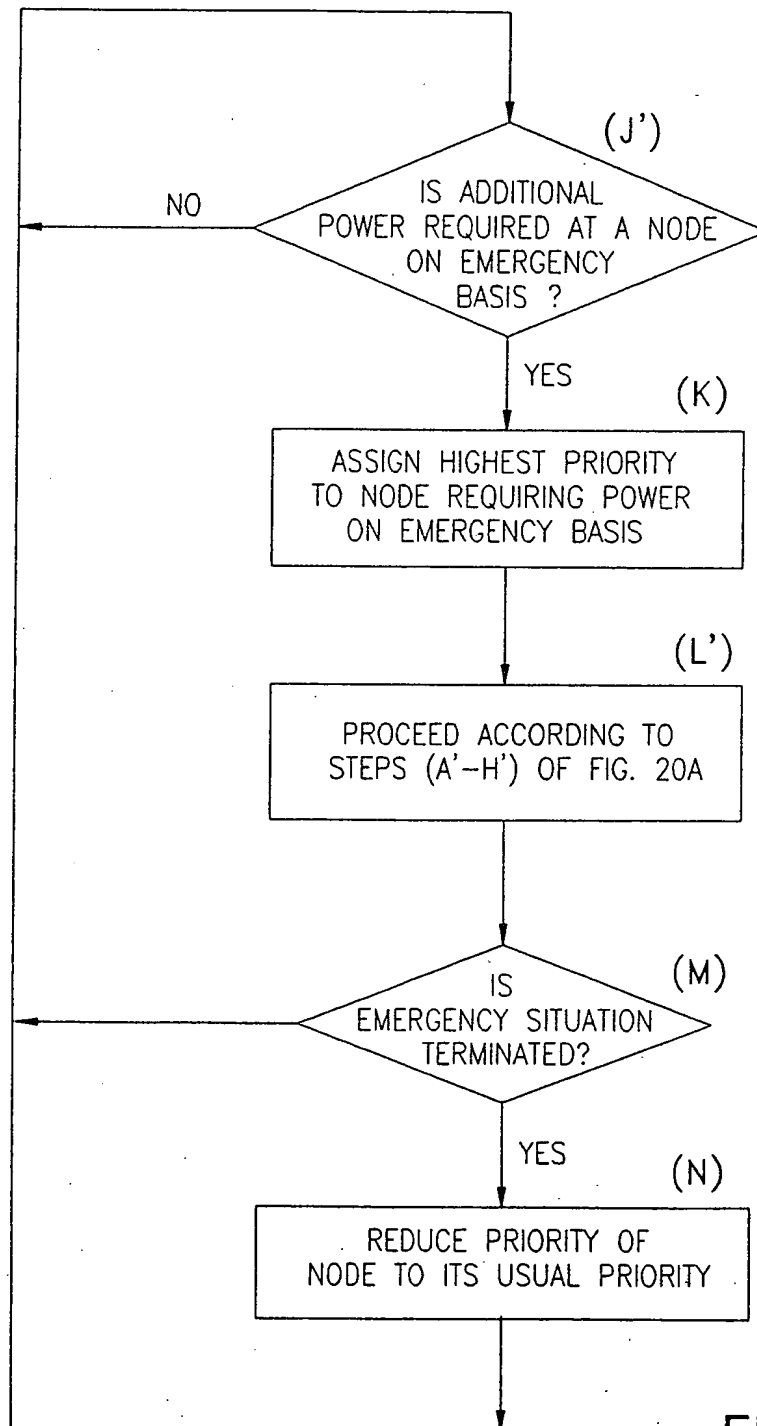 (J')
IS ADDITIONAL
POWER REQUIRED AT A NODE
ON EMERGENCY
BASIS ?
NO
YES
(K)
ASSIGN HIGHEST PRIORITY
TO NODE REQUIRING POWER
ON EMERGENCY BASIS
(L')
PROCEED ACCORDING TO
STEPS (A'-H') OF FIG. 20A
(M)
IS
EMERGENCY SITUATION
TERMINATED?
YES
(N)
REDUCE PRIORITY OF
NODE TO ITS USUAL PRIORITY